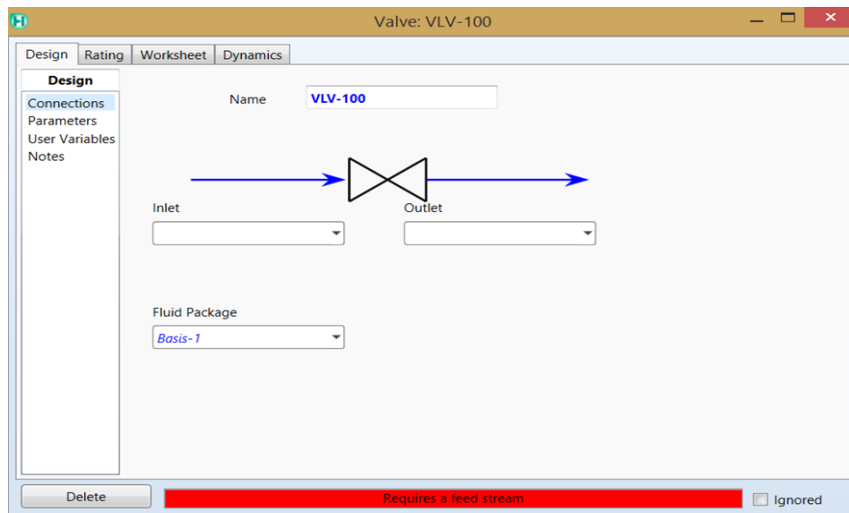 Valve: VLV-100
Design Rating Worksheet Dynamics
Design
Connections
Parameters
User Variables
Notes
Name VLV-100
Inlet Outlet
Fluid Package
Basis-1
Delete Requires a feed stream Ignored